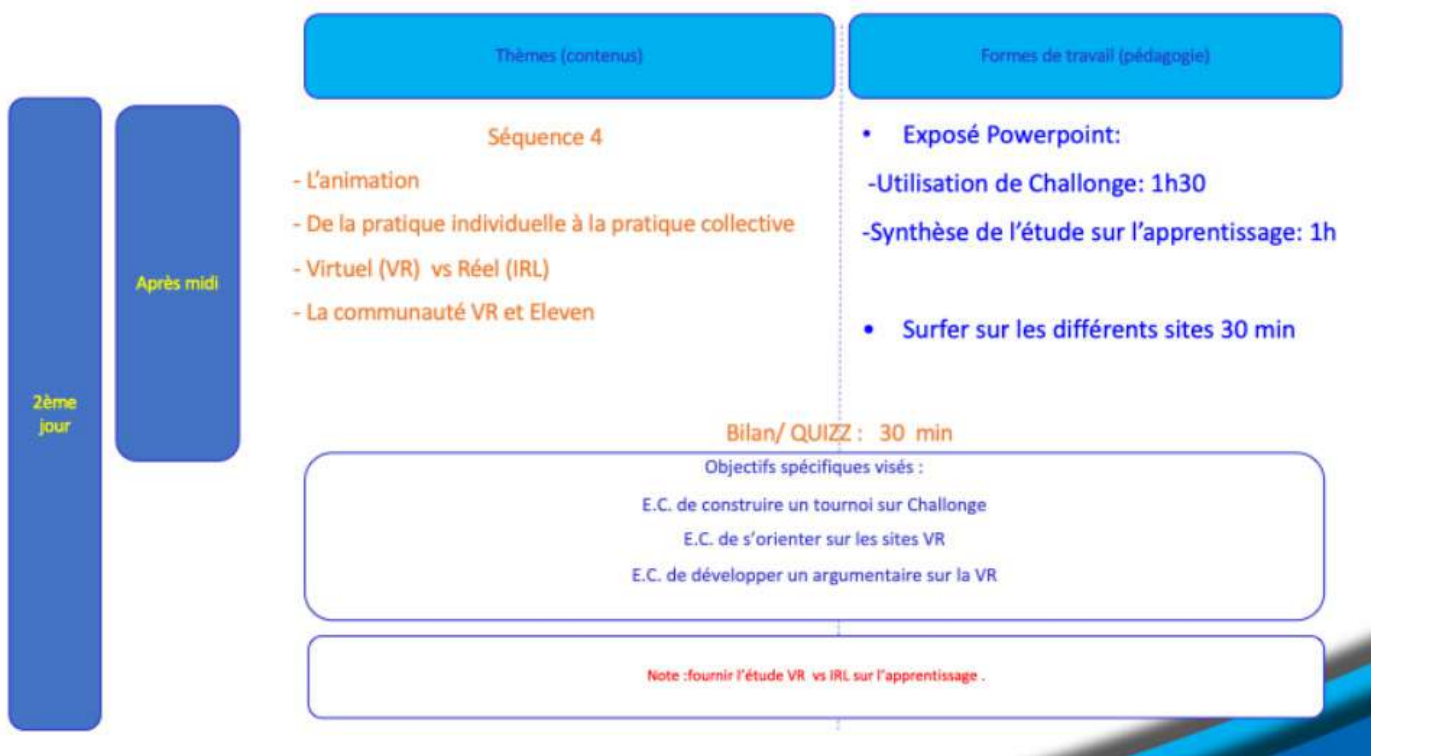 Thèmes (contenus)
Formes de travail (pédagogie)
2ème
jour
Après midi
Séquence 4
- L'animation
- De la pratique individuelle à la pratique collective
- Virtuel (VR) vs Réel (IRL)
- La communauté VR et Eleven
• Exposé Powerpoint:
-Utilisation de Challonge: 1h30
-Synthèse de l'étude sur l'apprentissage: 1h
• Surfer sur les différents sites 30 min
Bilan/ QUIZZ : 30 min
Objectifs spécifiques visés :
E.C. de construire un tournoi sur Challonge
E.C. de s'orienter sur les sites VR
E.C. de développer un argumentaire sur la VR
Note :fournir l'étude VR vs IRL sur l'apprentissage .